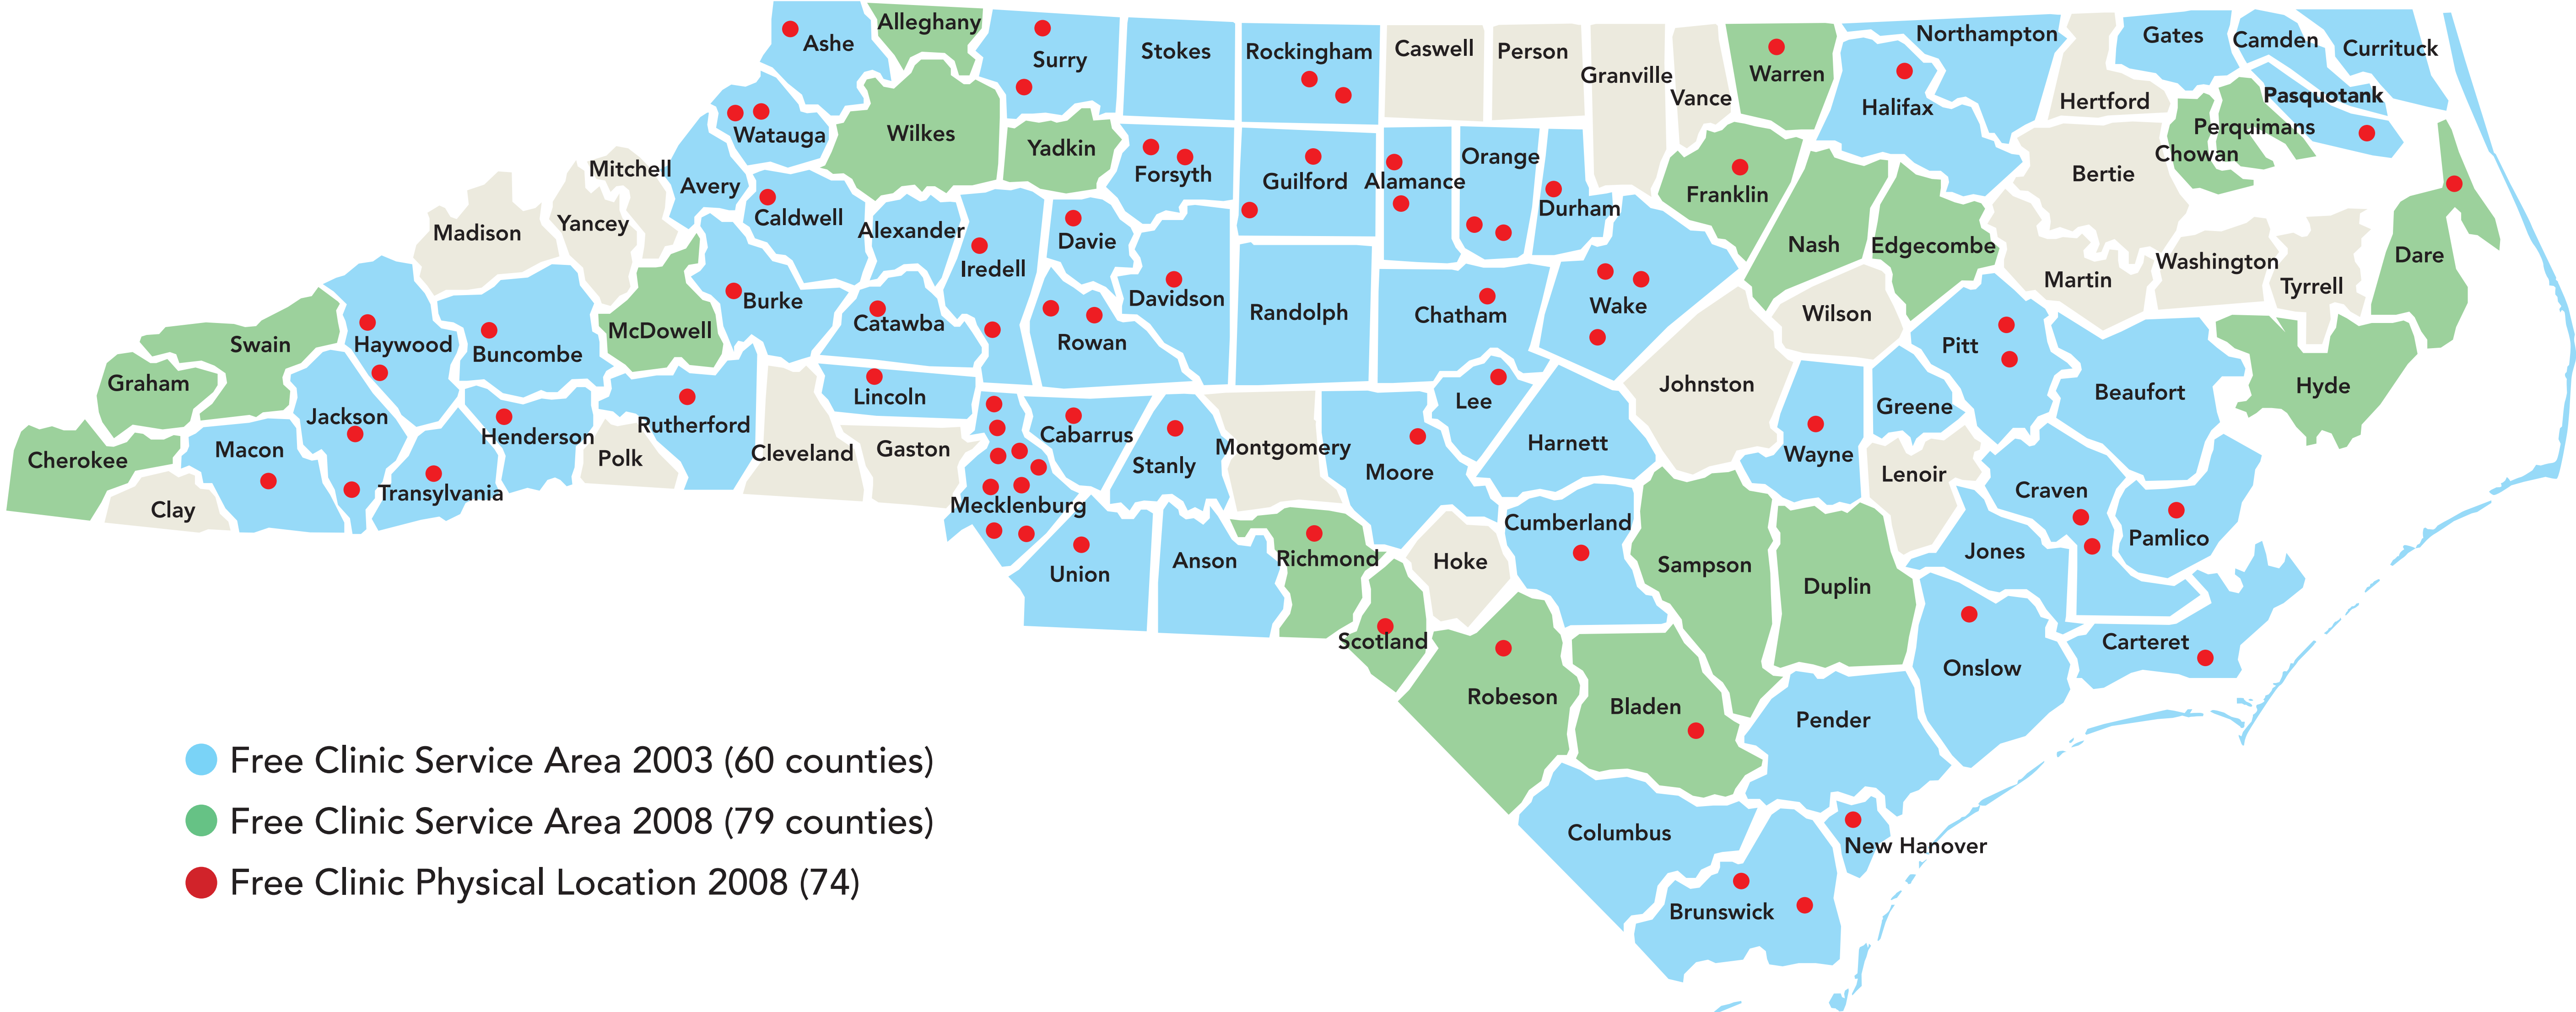 Alleghany
Ashe
Surry
Stokes
Rockingham
Caswell
Person
Granville
Vance
Warren
Northampton
Gates
Camden
Currituck
Halifax
Hertford
Pasquotank
Perquimans
Chowan
Watauga
Wilkes
Yadkin
Forsyth
Guilford
Alamance
Orange
Durham
Franklin
Nash
Edgecombe
Bertie
Mitchell
Avery
Caldwell
Alexander
Iredell
Davie
Davidson
Madison
Yancey
Martin
Washington
Tyrrell
Dare
Haywood
Buncombe
McDowell
Burke
Catawba
Rowan
Randolph
Chatham
Wake
Wilson
Pitt
Swain
Graham
Jackson
Lincoln
Lee
Johnston
Greene
Beaufort
Hyde
Cherokee
Macon
Henderson
Rutherford
Polk
Cleveland
Gaston
Cabarrus
Stanly
Montgomery
Moore
Harnett
Wayne
Lenoir
Clay
Transylvania
Mecklenburg
Craven
Pamlico
Union
Anson
Richmond
Hoke
Cumberland
Sampson
Duplin
Jones
Scotland
Carteret
Onslow
Robeson
Bladen
Pender
Columbus
New Hanover
Brunswick
Free Clinic Service Area 2003 (60 counties)
Free Clinic Service Area 2008 (79 counties)
Free Clinic Physical Location 2008 (74)